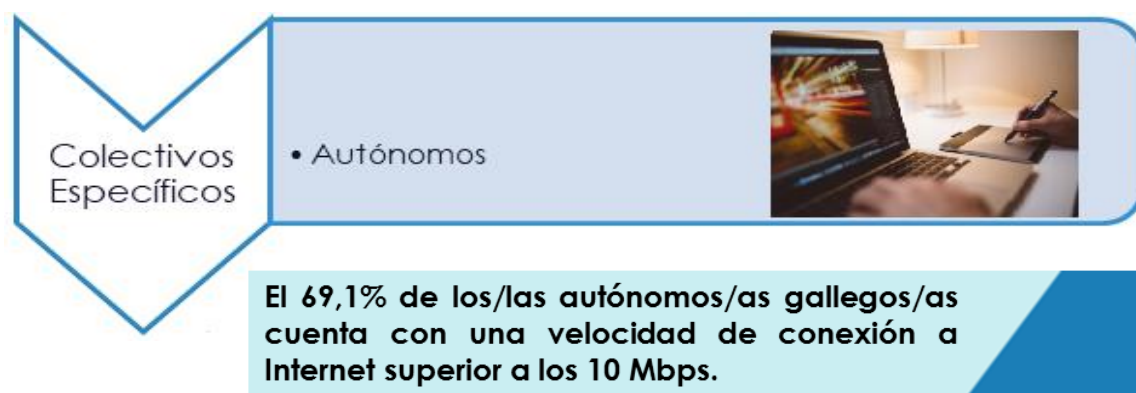 Colectivos
Específicos
• Autónomos
El 69,1% de los/las autónomos/as gallegos/as
cuenta con una velocidad de conexión a
Internet superior a los 10 Mbps.